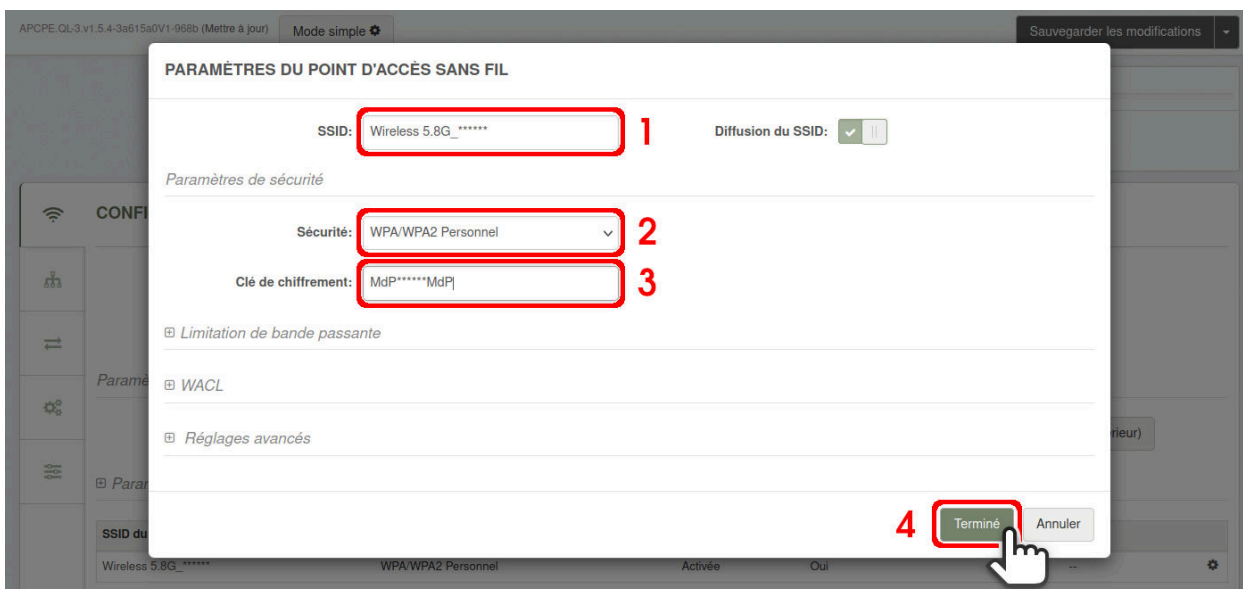 APCPE.QL-3.v1.5.4-3a615a0V1-968b (Mettre à jour) Mode simple Sauvegarder les modifications
PARAMÈTRES DU POINT D'ACCÈS SANS FIL
SSID: Wireless 5.8G_****** 1 Diffusion du SSID:
Paramètres de sécurité
CONFI
Sécurité: WPA/WPA2 Personnel 2
Clé de chiffrement: MdP******MdP 3
Limitation de bande passante
Paramè
WACL
Réglages avancés
rieur)
Paran
4 Terminé Annuler
SSID du
Wireless 5.8G_****** WPA/WPA2 Personnel Activée Oui --